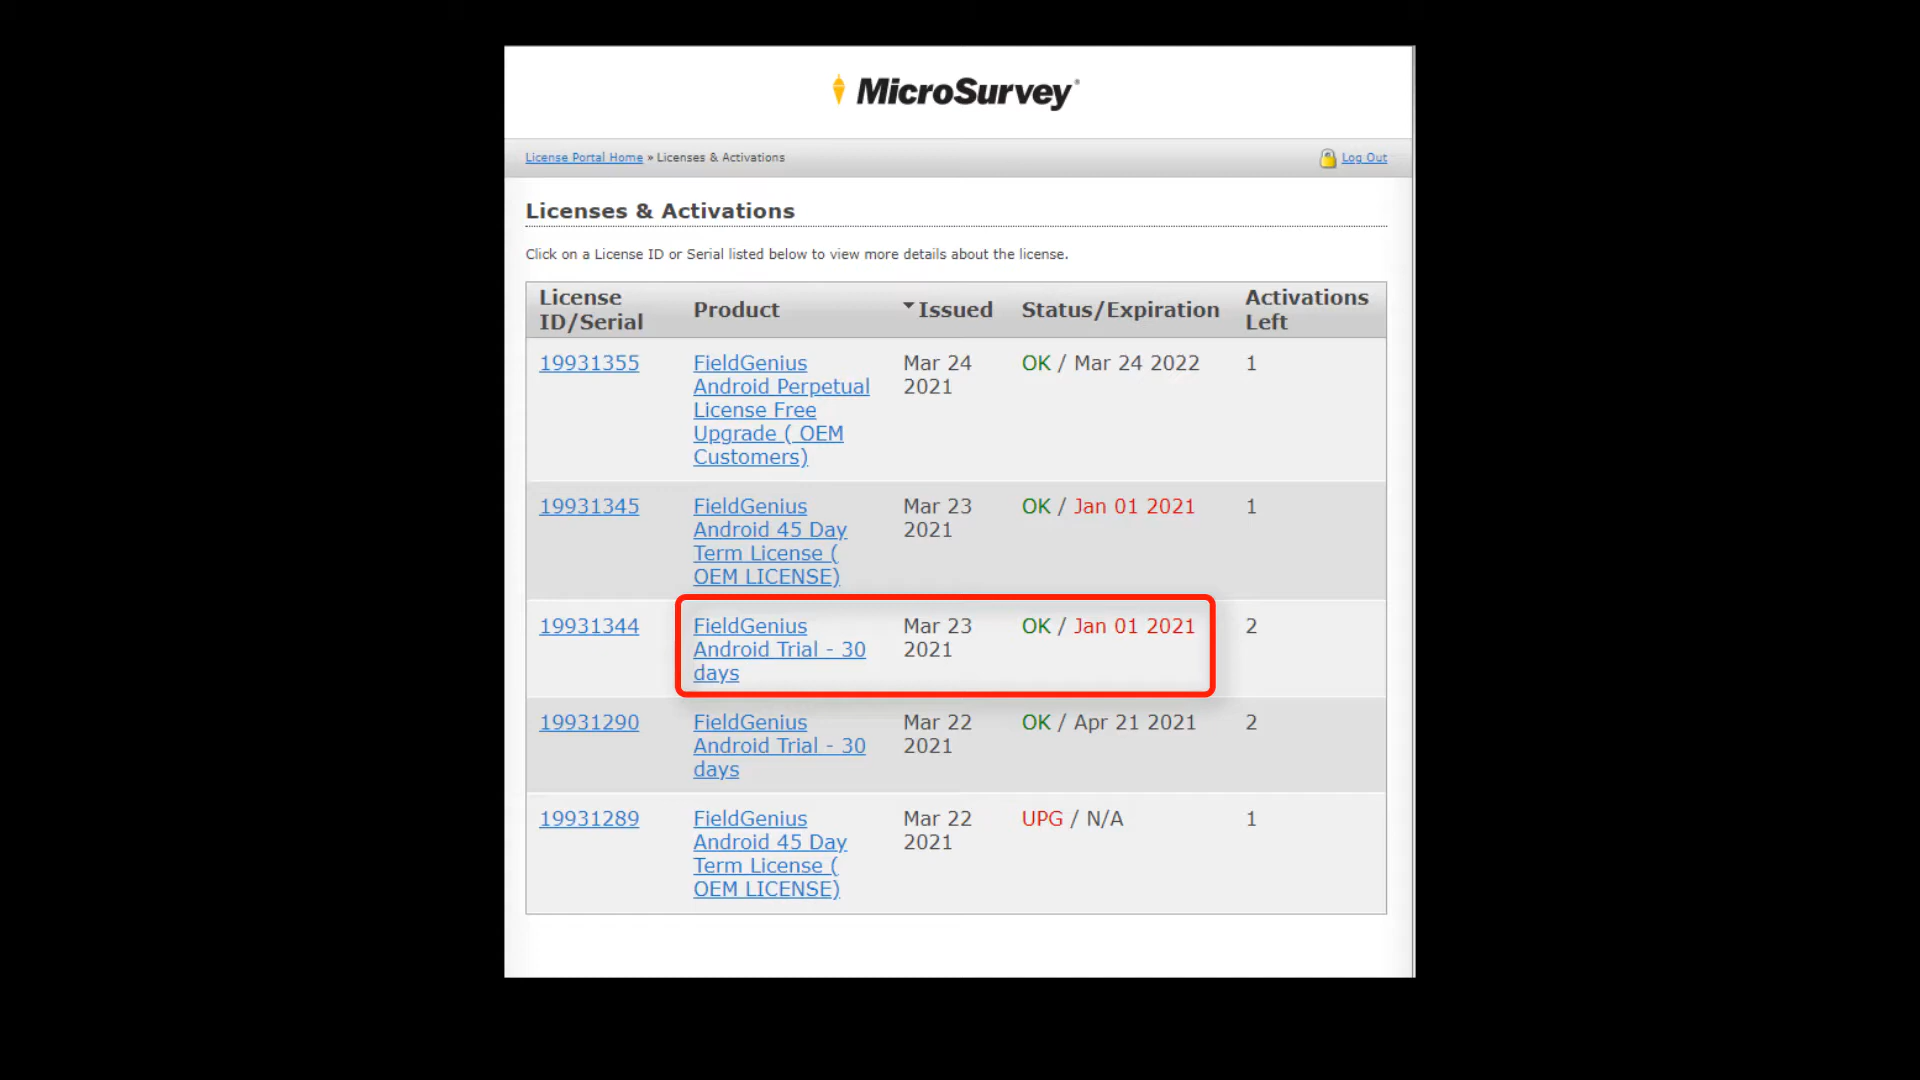 MicroSurvey®
License Portal Home » Licenses & Activations
Log Out
Licenses & Activations
Click on a License ID or Serial listed below to view more details about the license.
License ID/Serial Product Issued Status/Expiration Activations Left
19931355 FieldGenius Mar 24 OK / Mar 24 2022 1
Android Perpetual 2021
License Free
Upgrade ( OEM
Customers)
19931345 FieldGenius Mar 23 OK / Jan 01 2021 1
Android 45 Day 2021
Term License (
OEM LICENSE)
19931344 FieldGenius Mar 23 OK / Jan 01 2021 2
Android Trial - 30 2021
days
19931290 FieldGenius Mar 22 OK / Apr 21 2021 2
Android Trial - 30 2021
days
19931289 FieldGenius Mar 22 UPG / N/A 1
Android 45 Day 2021
Term License (
OEM LICENSE)